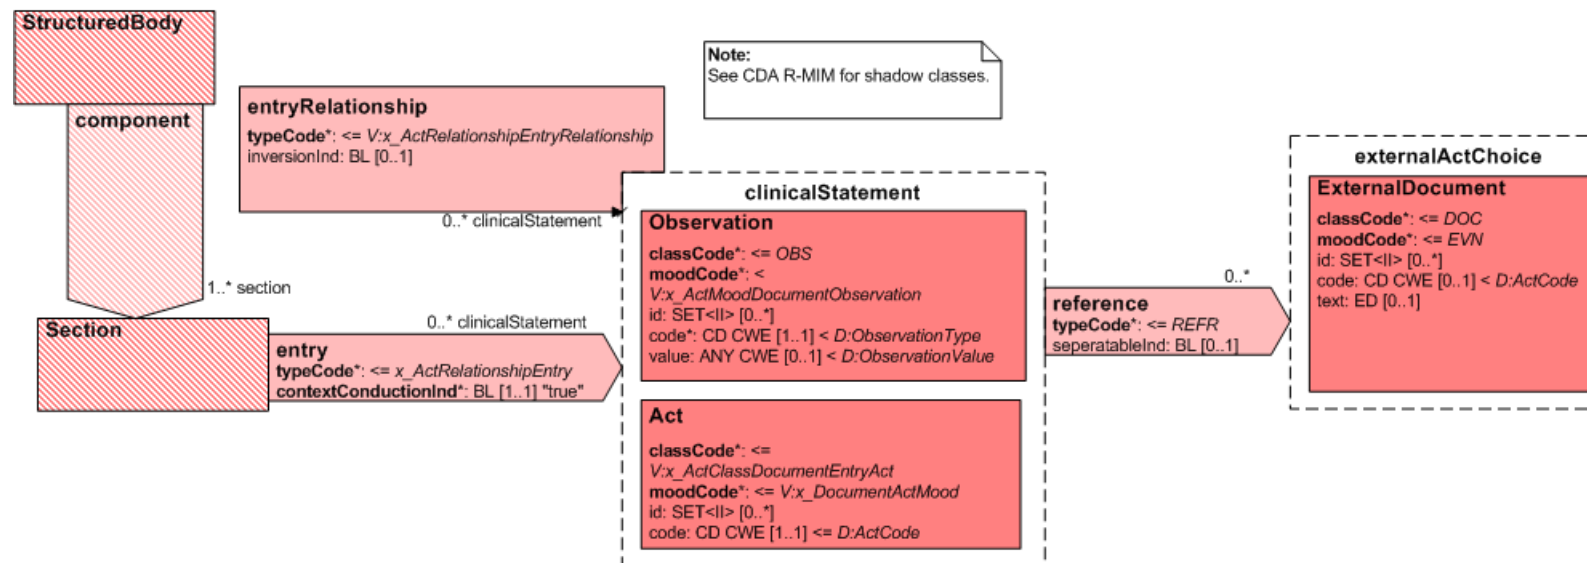 StructuredBody
component
1..* section
Section
Note:
See CDA R-MIM for shadow classes.
entryRelationship
typeCode*: <= V:x_ActRelationshipEntryRelationship
inversionInd: BL [0..1]
0..* clinicalStatement
0..* clinicalStatement
entry
typeCode*: <= x_ActRelationshipEntry
contextConductionInd*: BL [1..1] "true"
clinicalStatement
Observation
classCode*: <= OBS
moodCode*: <
V:x_ActMoodDocumentObservation
id: SET<II> [0..*]
code*: CD CWE [1..1] < D:ObservationType
value: ANY CWE [0..1] < D:ObservationValue
Act
classCode*: <=
V:x_ActClassDocumentEntryAct
moodCode*: <= V:x_DocumentActMood
id: SET<II> [0..*]
code: CD CWE [1..1] <= D:ActCode
0..*
reference
typeCode*: <= REFR
seperatableInd: BL [0..1]
externalActChoice
ExternalDocument
classCode*: <= DOC
moodCode*: <= EVN
id: SET<II> [0..*]
code: CD CWE [0..1] < D:ActCode
text: ED [0..1]